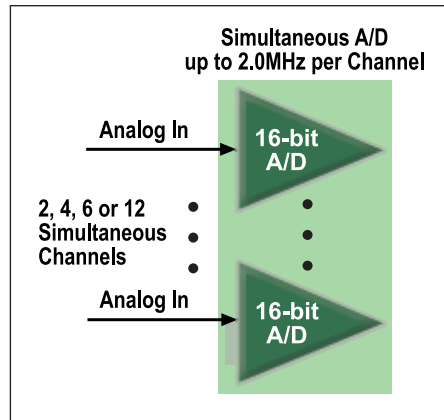 Simultaneous A/D
up to 2.0MHz per Channel
Analog In
16-bit
A/D
2, 4, 6 or 12
Simultaneous
Channels
Analog In
16-bit
A/D